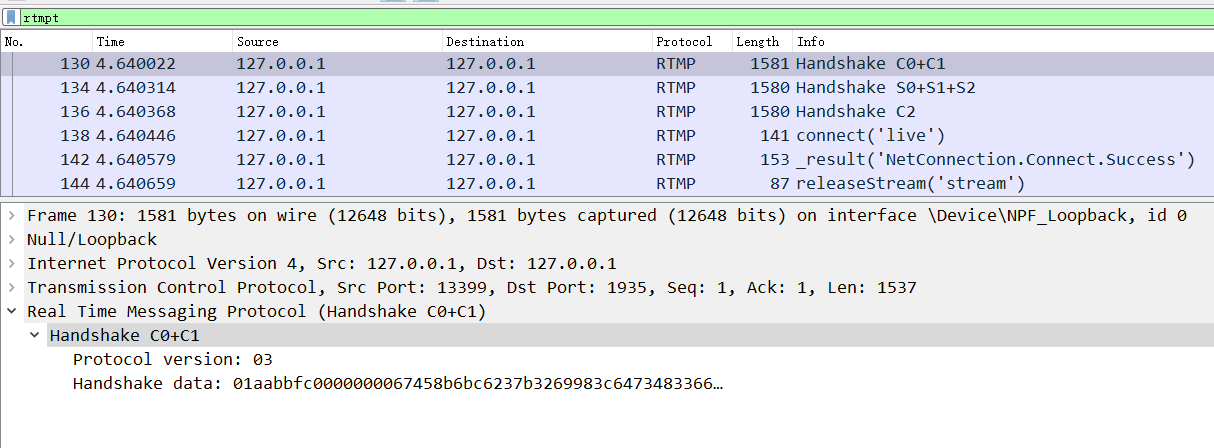 rtmpt
No. Time Source Destination Protocol Length Info
130 4.640022 127.0.0.1 127.0.0.1 RTMP 1581 Handshake C0+C1
134 4.640314 127.0.0.1 127.0.0.1 RTMP 1580 Handshake S0+S1+S2
136 4.640368 127.0.0.1 127.0.0.1 RTMP 1580 Handshake C2
138 4.640446 127.0.0.1 127.0.0.1 RTMP 141 connect('live')
142 4.640579 127.0.0.1 127.0.0.1 RTMP 153 _result('NetConnection.Connect.Success')
144 4.640659 127.0.0.1 127.0.0.1 RTMP 87 releaseStream('stream')
Frame 130: 1581 bytes on wire (12648 bits), 1581 bytes captured (12648 bits) on interface \Device\NPF_Loopback, id 0
Null/Loopback
Internet Protocol Version 4, Src: 127.0.0.1, Dst: 127.0.0.1
Transmission Control Protocol, Src Port: 13399, Dst Port: 1935, Seq: 1, Ack: 1, Len: 1537
Real Time Messaging Protocol (Handshake C0+C1)
Handshake C0+C1
Protocol version: 03
Handshake data: 01aabbfc0000000067458b6bc6237b3269983c6473483366…